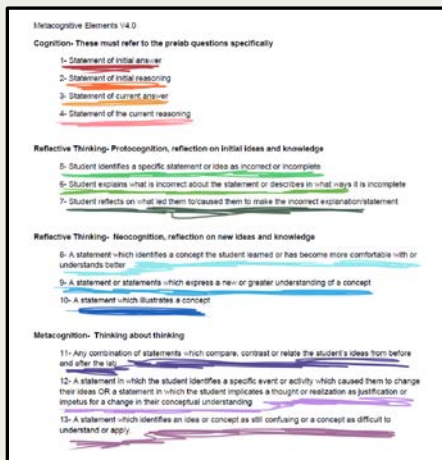 Metacognitive Elements V4.0
Cognition- These must refer to the prelab questions specifically
1- Statement of initial answer
2- Statement of initial reasoning
3- Statement of current answer
4- Statement of the current reasoning
Reflective Thinking- Protocognition, reflection on initial ideas and knowledge
5- Student identifies a specific statement or idea as incorrect or incomplete
6- Student explains what is incorrect about the statement or describes in what ways it is incomplete
7- Student reflects on what led them to/caused them to make the incorrect explanation/statement
Reflective Thinking- Neocognition, reflection on new ideas and knowledge
8- A statement which identifies a concept the student learned or has become more comfortable with or
understands better
9- A statement or statements which express a new or greater understanding of a concept
10- A statement which illustrates a concept
Metacognition- Thinking about thinking
11- Any combination of statements which compare, contrast or relate the student's ideas from before
and after the lab
12- A statement in which the student identifies a specific event or activity which caused them to change
their ideas OR a statement in which the student implicates a thought or realization as justification or
impetus for a change in their conceptual understanding
13- A statement which identifies an idea or concept as still confusing or a concept as difficult to
understand or apply.